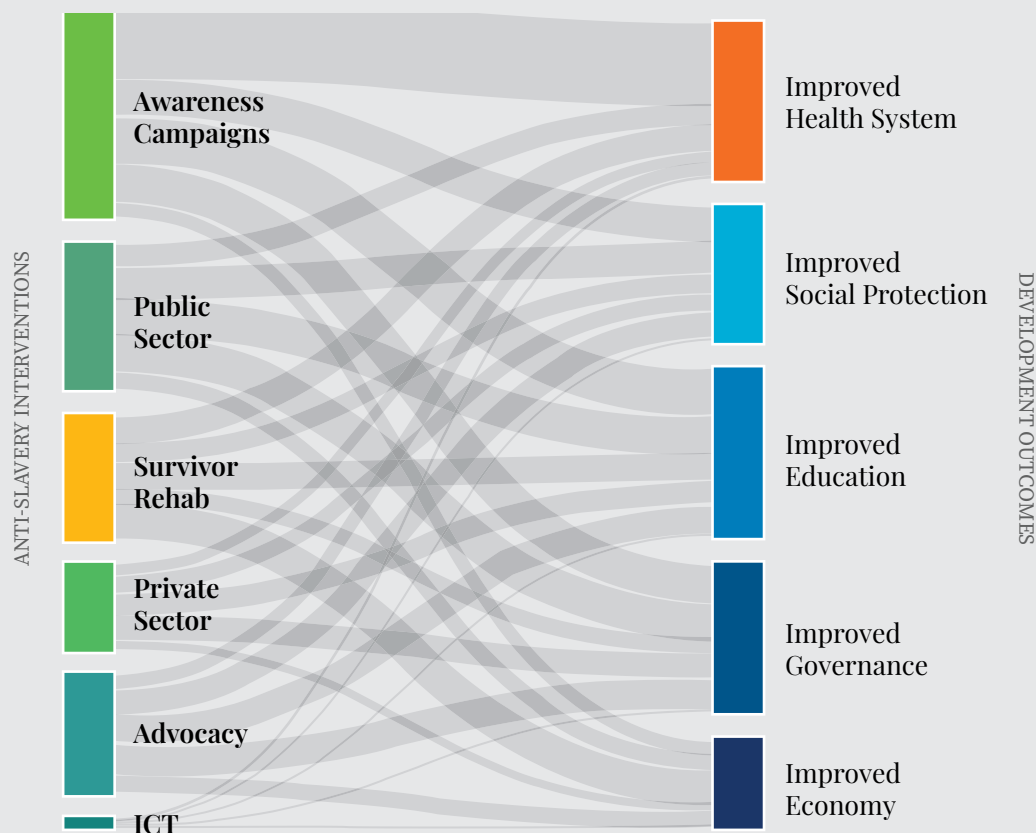 ANTI-SLAVERY INTERVENTIONS
Awareness
Campaigns
Public
Sector
Survivor
Rehab
Private
Sector
Advocacy
ICT
Improved
Health System
Improved
Social Protection
Improved
Education
Improved
Governance
Improved
Economy
DEVELOPMENT OUTCOMES